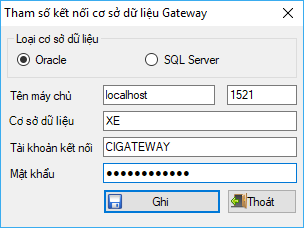 Tham số kết nối cơ sở dữ liệu Gateway
Loại cơ sở dữ liệu
Oracle SQL Server
Tên máy chủ localhost 1521
Cơ sở dữ liệu XE
Tài khoản kết nối CIGATEWAY
Mật khẩu ●●●●●●●●●●●●
Ghi Thoát